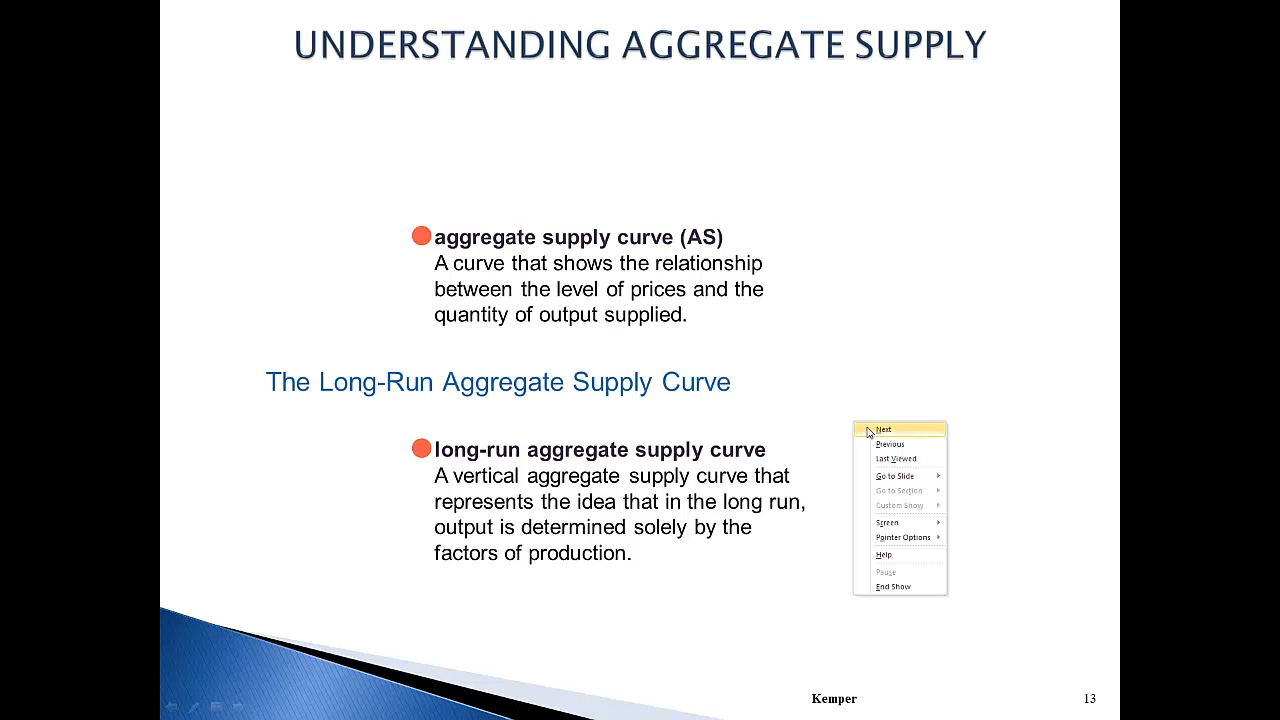 UNDERSTANDING AGGREGATE SUPPLY
aggregate supply curve (AS)
A curve that shows the relationship
between the level of prices and the
quantity of output supplied.
The Long-Run Aggregate Supply Curve
long-run aggregate supply curve
A vertical aggregate supply curve that
represents the idea that in the long run,
output is determined solely by the
factors of production.
Next
Previous
Last Viewed
Go to Slide
Go to Section
Custom Show
Screen
Pointer Options
Help
Pause
End Show
Kemper
13